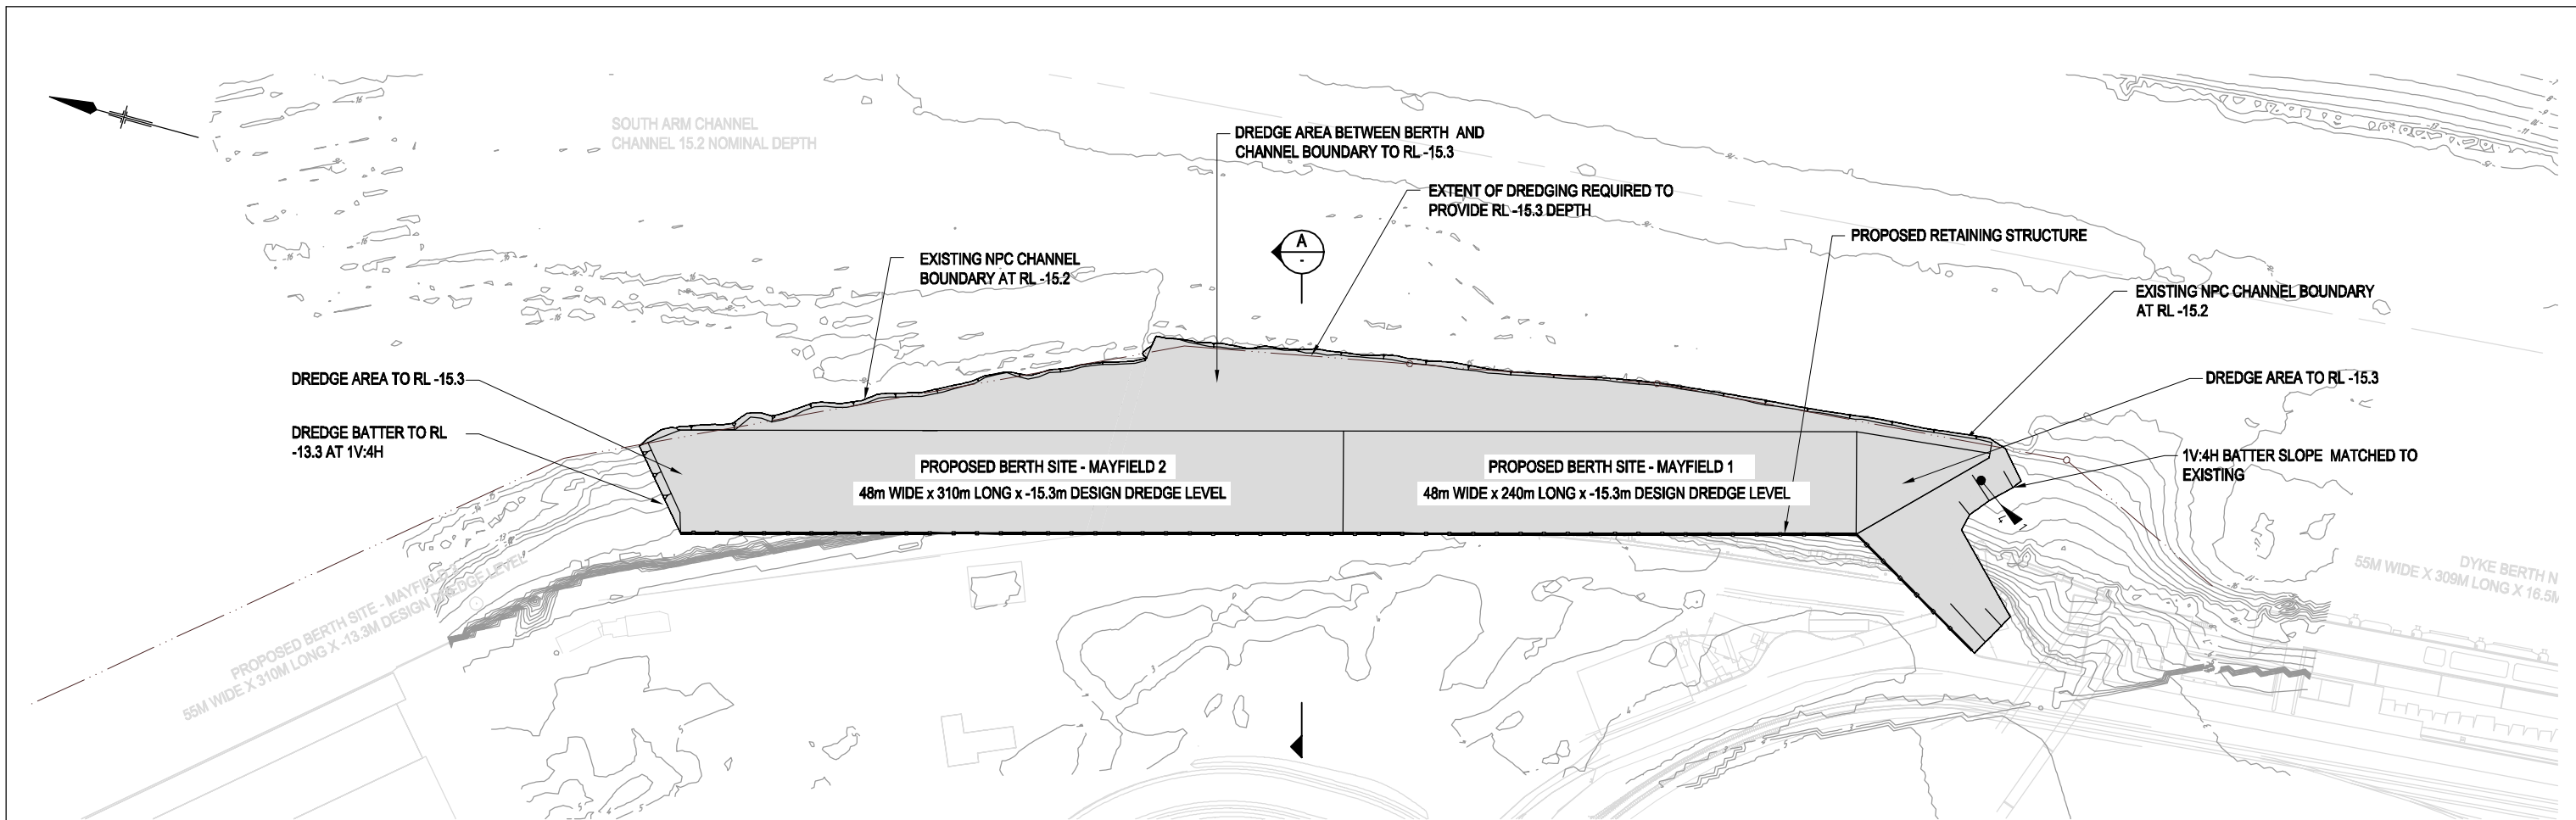 SOUTH ARM CHANNEL
CHANNEL 15.2 NOMINAL DEPTH
DREDGE AREA BETWEEN BERTH AND
CHANNEL BOUNDARY TO RL -15.3
EXTENT OF DREDGING REQUIRED TO
PROVIDE RL -15.3 DEPTH
A
-
PROPOSED RETAINING STRUCTURE
EXISTING NPC CHANNEL
BOUNDARY AT RL -15.2
EXISTING NPC CHANNEL BOUNDARY
AT RL -15.2
DREDGE AREA TO RL -15.3
DREDGE AREA TO RL -15.3
DREDGE BATTER TO RL
-13.3 AT 1V:4H
1V:4H BATTER SLOPE MATCHED TO
EXISTING
PROPOSED BERTH SITE - MAYFIELD 2
48m WIDE x 310m LONG x -15.3m DESIGN DREDGE LEVEL
PROPOSED BERTH SITE - MAYFIELD 1
48m WIDE x 240m LONG x -15.3m DESIGN DREDGE LEVEL
PROPOSED BERTH SITE - MAYFIELD
55M WIDE X 310M LONG X -13.3M DESIGN DREDGE LEVEL
DYKE BERTH N
55M WIDE X 309M LONG X 16.5M